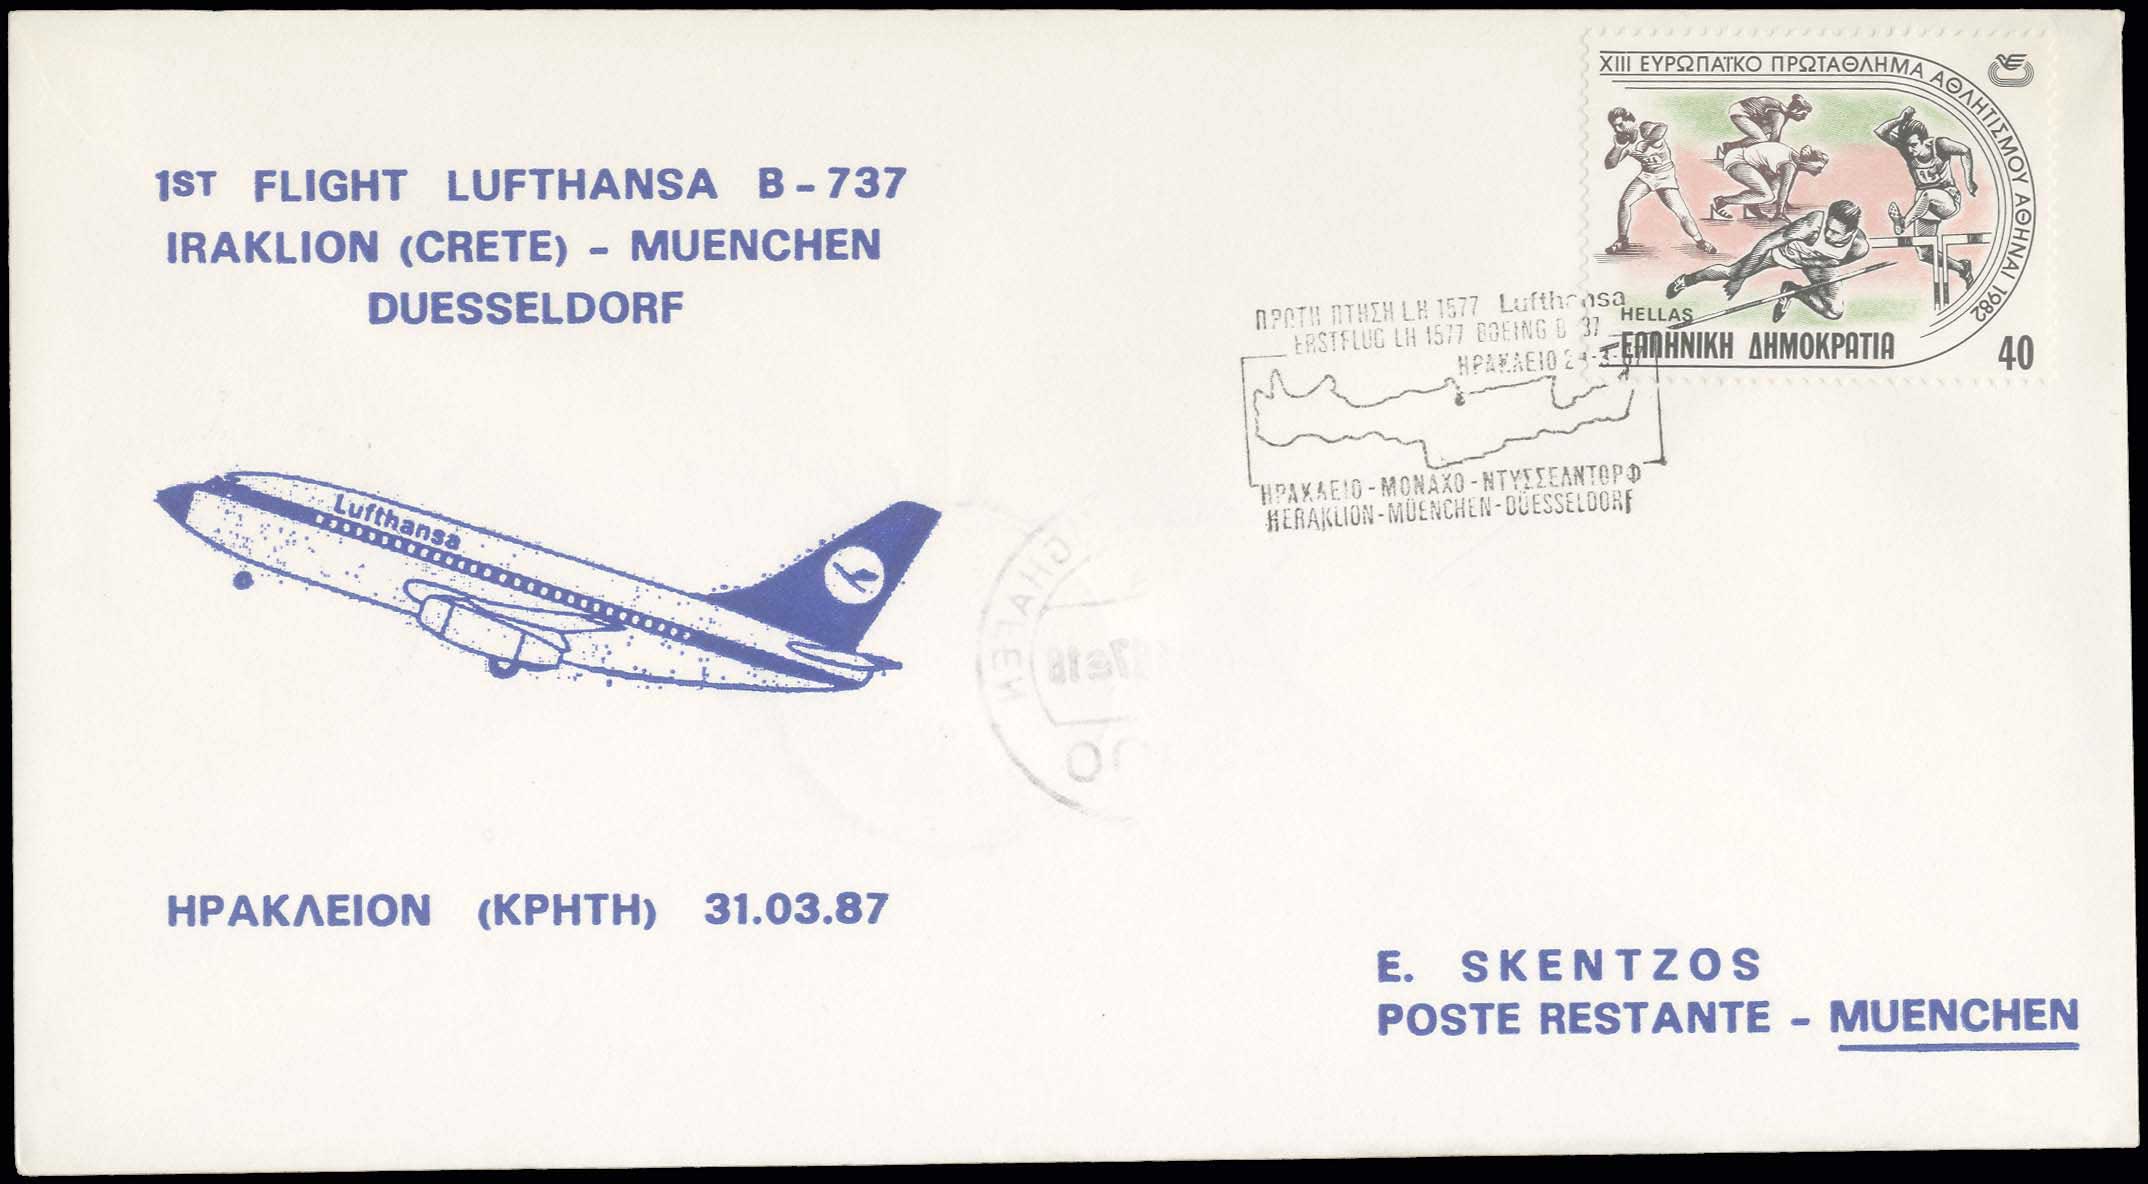 1ST FLIGHT LUFTHANSA B-737
IRAKLION (CRETE) - MUENCHEN
DUESSELDORF
XIII ΕΥΡΩΠΑΪΚΟ ΠΡΩΤΑΘΛΗΜΑ ΑΘΛΗΤΙΣΜΟΥ ΑΘΗΝΑΙ 1982
HELLAS
ΕΛΛΗΝΙΚΗ ΔΗΜΟΚΡΑΤΙΑ 40
ΠΡΩΤΗ ΠΤΗΣΗ LH 1577 Lufthansa
ERSTFLUG LH 1577 BOEING B 37
ΗΡΑΚΛΕΙΟ
ΗΡΑΚΛΕΙΟ-ΜΟΝΑΧΟ-ΝΤΥΣΣΕΛΝΤΟΡΦ
HERAKLION-MÜENCHEN-DÜESSELDORF
Lufthansa
ΗΡΑΚΛΕΙΟΝ (ΚΡΗΤΗ) 31.03.87
E. SKENTZOS
POSTE RESTANTE - MUENCHEN